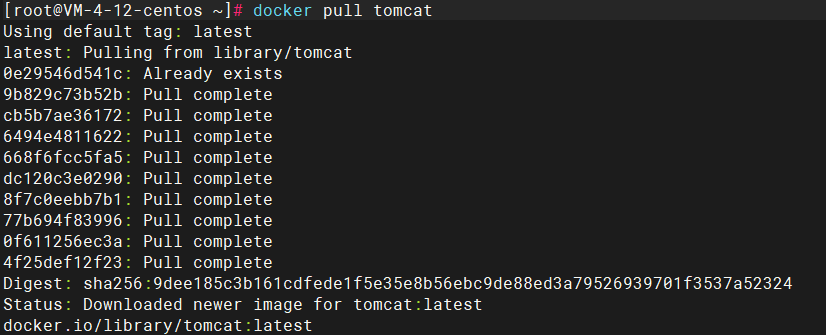 [root@VM-4-12-centos ~]# docker pull tomcat
Using default tag: latest
latest: Pulling from library/tomcat
0e29546d541c: Already exists
9b829c73b52b: Pull complete
cb5b7ae36172: Pull complete
6494e4811622: Pull complete
668f6fcc5fa5: Pull complete
dc120c3e0290: Pull complete
8f7c0eebb7b1: Pull complete
77b694f83996: Pull complete
0f611256ec3a: Pull complete
4f25def12f23: Pull complete
Digest: sha256:9dee185c3b161cdfede1f5e35e8b56ebc9de88ed3a79526939701f3537a52324
Status: Downloaded newer image for tomcat:latest
docker.io/library/tomcat:latest